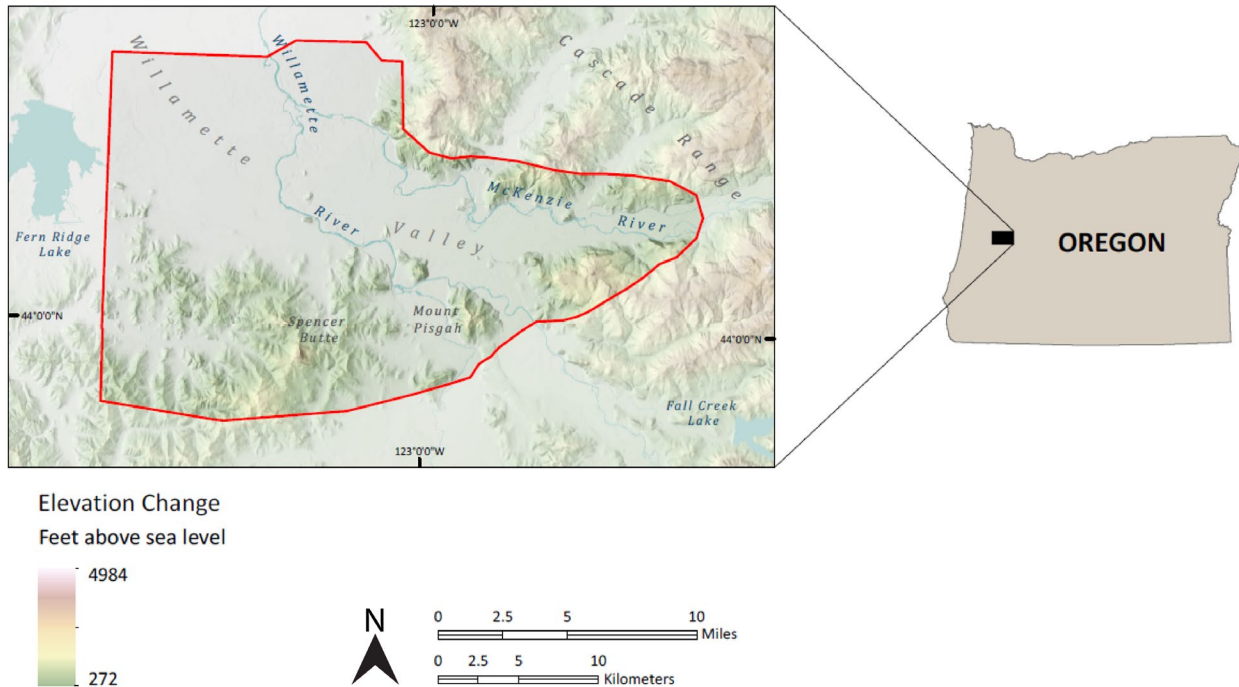 123°0'0"W
Willamette
Willamette
Cascade Range
McKenzie
River
River
Valley
Fern Ridge
Lake
44°0'0"N
Spencer
Butte
Mount
Pisgah
44°0'0"N
Fall Creek
Lake
123°0'0"W
OREGON
Elevation Change
Feet above sea level
4984
272
N
0 2.5 5 10
Miles
0 2.5 5 10
Kilometers